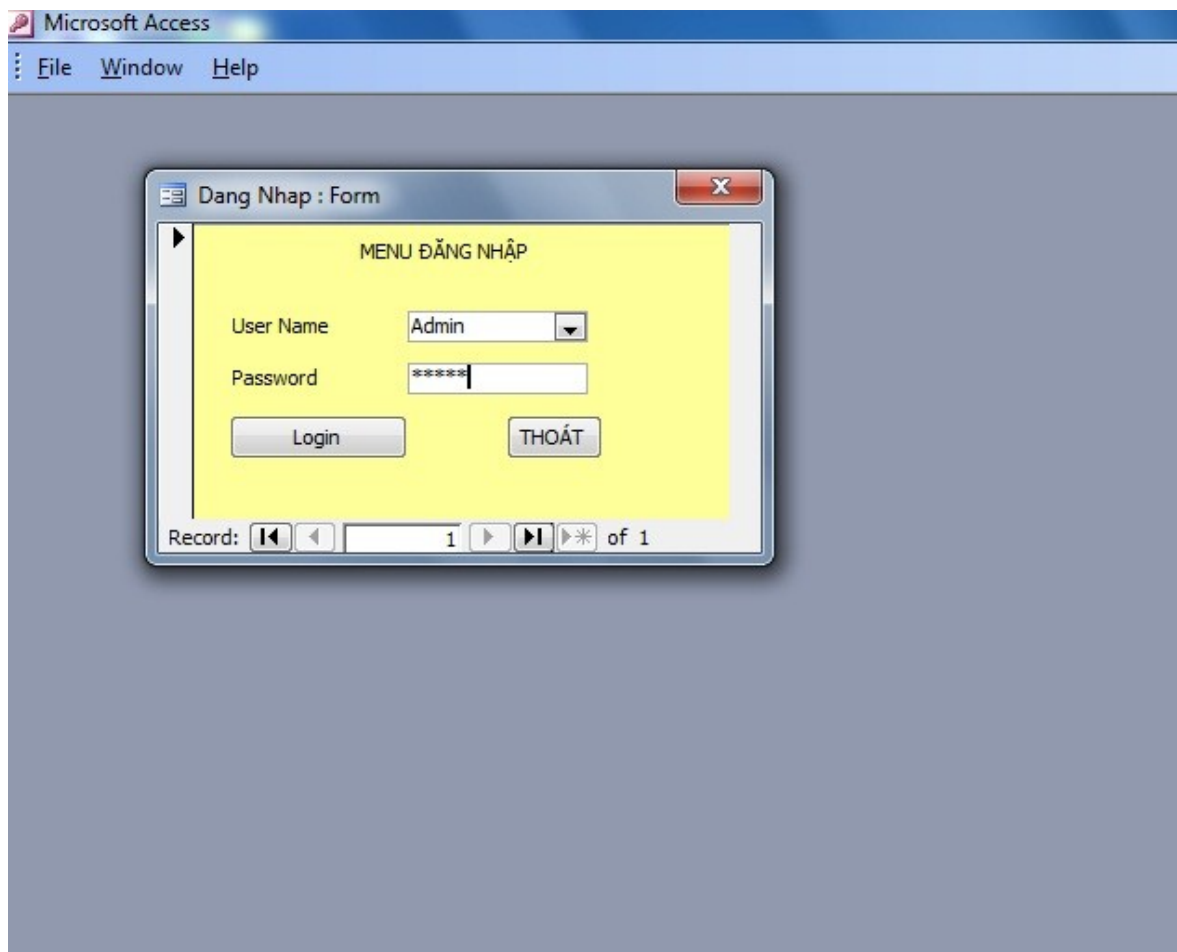 Microsoft Access
File Window Help
Dang Nhap : Form
MENU ĐĂNG NHẬP
User Name Admin
Password *****
Login THOÁT
Record: 1 of 1